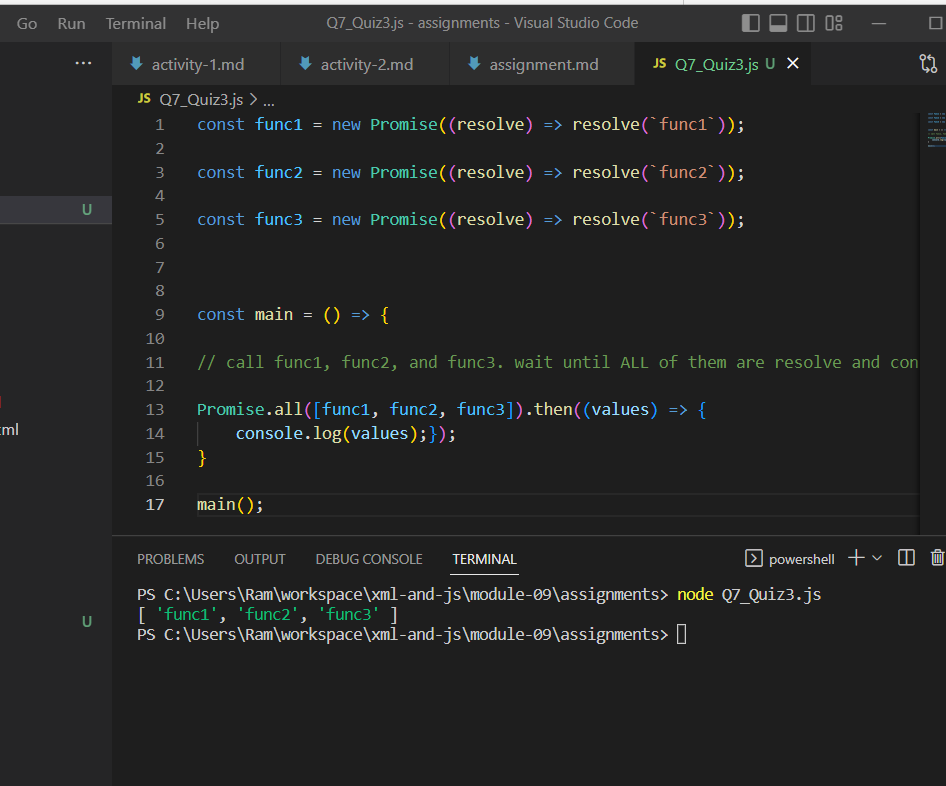 Go Run Terminal Help Q7_Quiz3.js - assignments - Visual Studio Code
activity-1.md activity-2.md assignment.md JS Q7_Quiz3.js U
JS Q7_Quiz3.js > ...
1 const func1 = new Promise((resolve) => resolve(`func1`));
2
3 const func2 = new Promise((resolve) => resolve(`func2`));
4
U
5 const func3 = new Promise((resolve) => resolve(`func3`));
6
7
8
9 const main = () => {
10
11 // call func1, func2, and func3. wait until ALL of them are resolve and con
12
13 Promise.all([func1, func2, func3]).then((values) => {
tml
14 console.log(values);});
15 }
16
17 main();
PROBLEMS OUTPUT DEBUG CONSOLE TERMINAL powershell
PS C:\Users\Ram\workspace\xml-and-js\module-09\assignments> node Q7_Quiz3.js
[ 'func1', 'func2', 'func3' ]
U
PS C:\Users\Ram\workspace\xml-and-js\module-09\assignments>